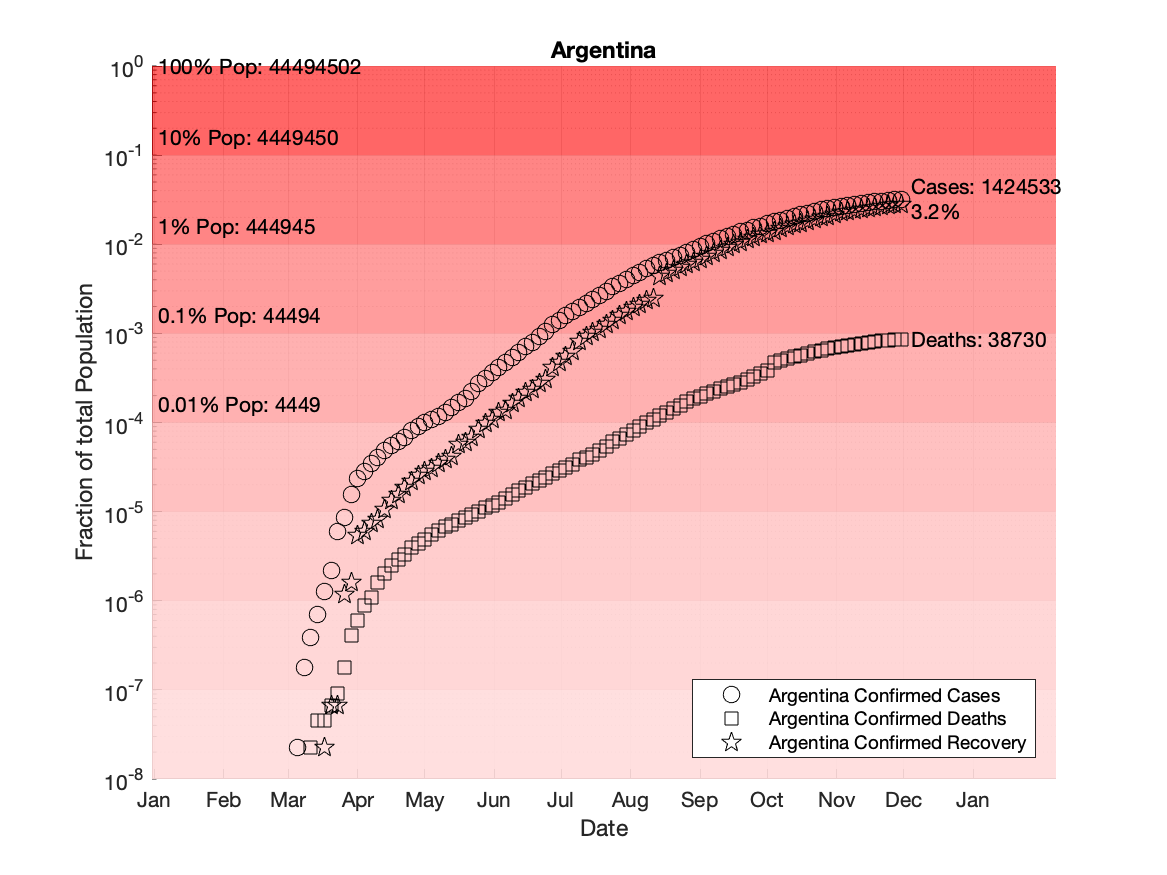 Argentina
10^0
100% Pop: 44494502
10% Pop: 4449450
10^-1
Cases: 1424533
3.2%
1% Pop: 444945
10^-2
0.1% Pop: 44494
10^-3
Deaths: 38730
0.01% Pop: 4449
10^-4
10^-5
10^-6
10^-7
10^-8
Fraction of total Population
Argentina Confirmed Cases
Argentina Confirmed Deaths
Argentina Confirmed Recovery
Jan Feb Mar Apr May Jun Jul Aug Sep Oct Nov Dec Jan
Date